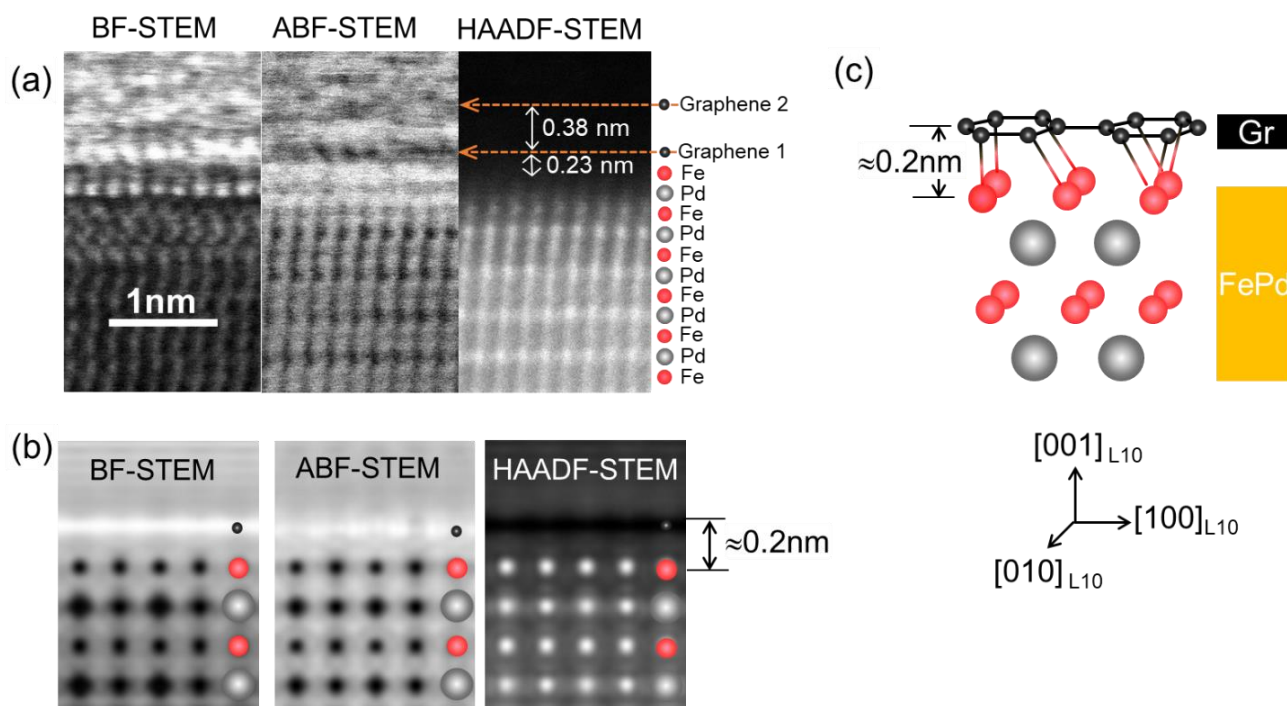 BF-STEM ABF-STEM HAADF-STEM
(a)
Graphene 2
0.38 nm
Graphene 1
0.23 nm
Fe
Pd
Fe
Pd
Fe
Pd
Fe
Pd
Fe
Pd
Fe
1nm
(c)
Gr
≈0.2nm
FePd
[001]L10
[100]L10
[010]L10
(b)
BF-STEM ABF-STEM HAADF-STEM
≈0.2nm